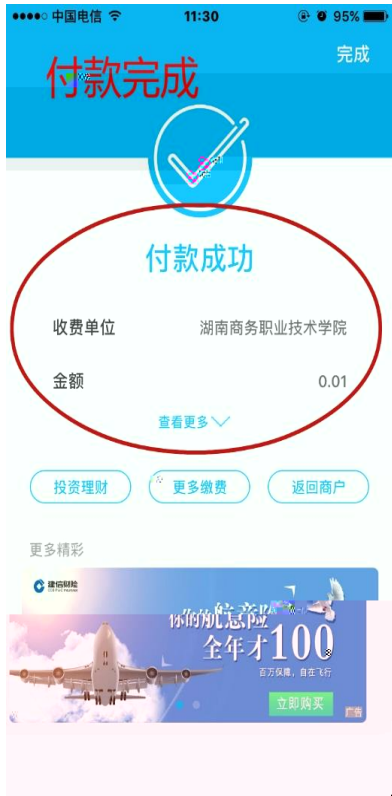 中国电信 11:30 95%
完成
付款完成
付款成功
收费单位 湖南商务职业技术学院
金额 0.01
查看更多
投资理财 更多缴费 返回商户
更多精彩
建信财险
你的航意险
全年才100
百万保障，自在飞行
立即购买
广告